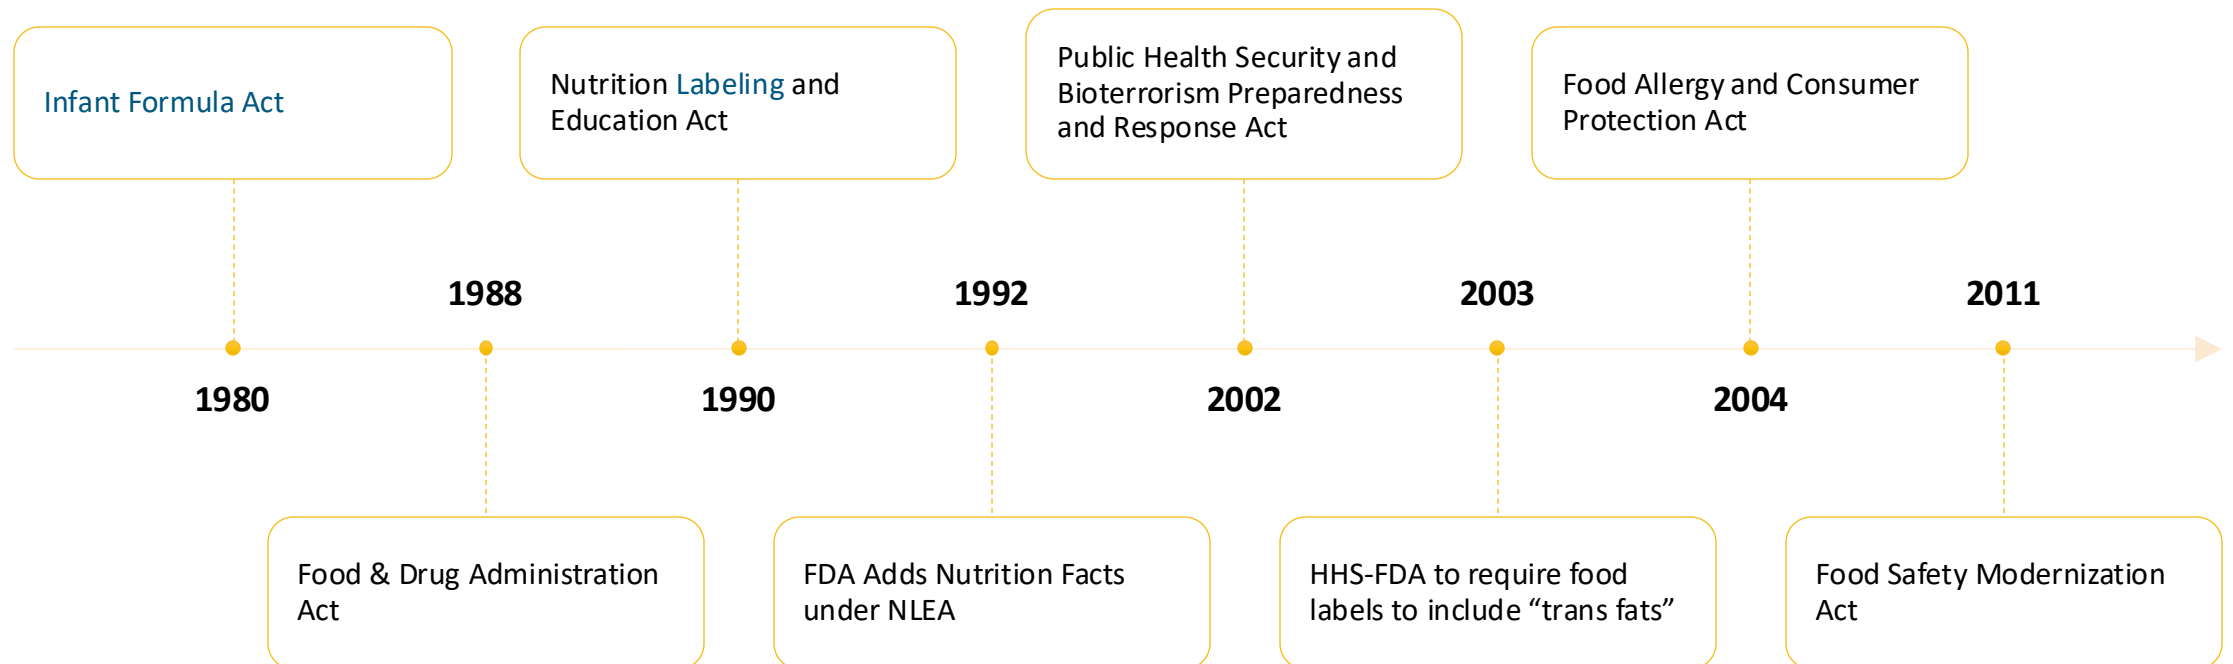 Infant Formula Act
Nutrition Labeling and
Education Act
Public Health Security and
Bioterrorism Preparedness
and Response Act
Food Allergy and Consumer
Protection Act
1988
1992
2003
2011
1980
1990
2002
2004
Food & Drug Administration
Act
FDA Adds Nutrition Facts
under NLEA
HHS-FDA to require food
labels to include “trans fats”
Food Safety Modernization
Act